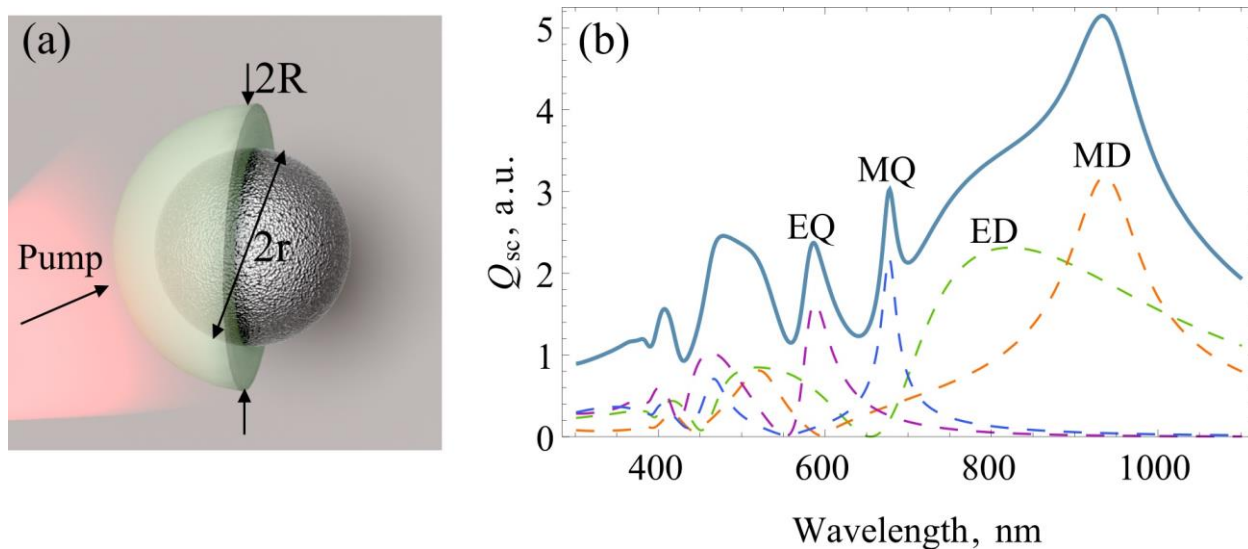 (a)
2R
2r
Pump
(b)
Q_sc, a.u.
5
4
3
2
1
0
EQ
MQ
ED
MD
400 600 800 1000
Wavelength, nm